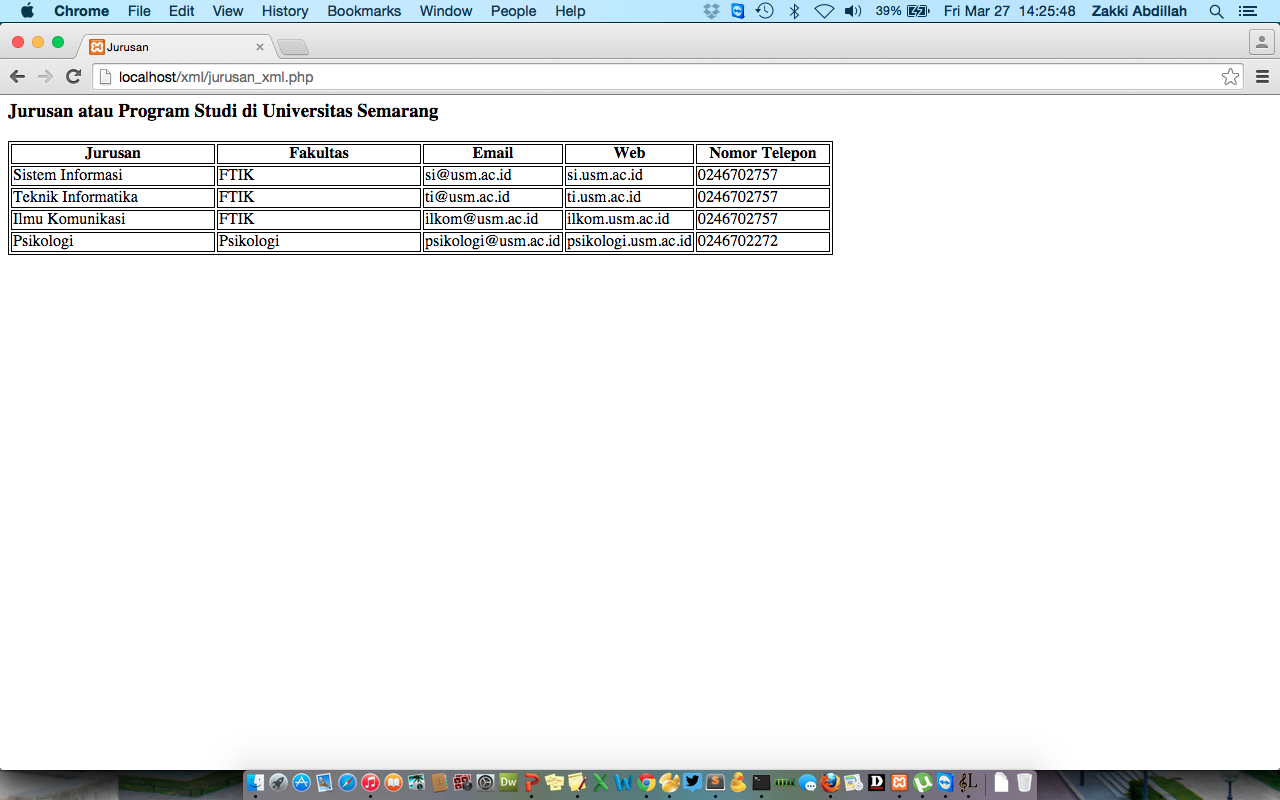 Chrome File Edit View History Bookmarks Window People Help 39% Fri Mar 27 14:25:48 Zakki Abdillah
Jurusan
localhost/xml/jurusan_xml.php
Jurusan atau Program Studi di Universitas Semarang
Jurusan Fakultas Email Web Nomor Telepon
Sistem Informasi FTIK si@usm.ac.id si.usm.ac.id 0246702757
Teknik Informatika FTIK ti@usm.ac.id ti.usm.ac.id 0246702757
Ilmu Komunikasi FTIK ilkom@usm.ac.id ilkom.usm.ac.id 0246702757
Psikologi Psikologi psikologi@usm.ac.id psikologi.usm.ac.id 0246702272
Dw